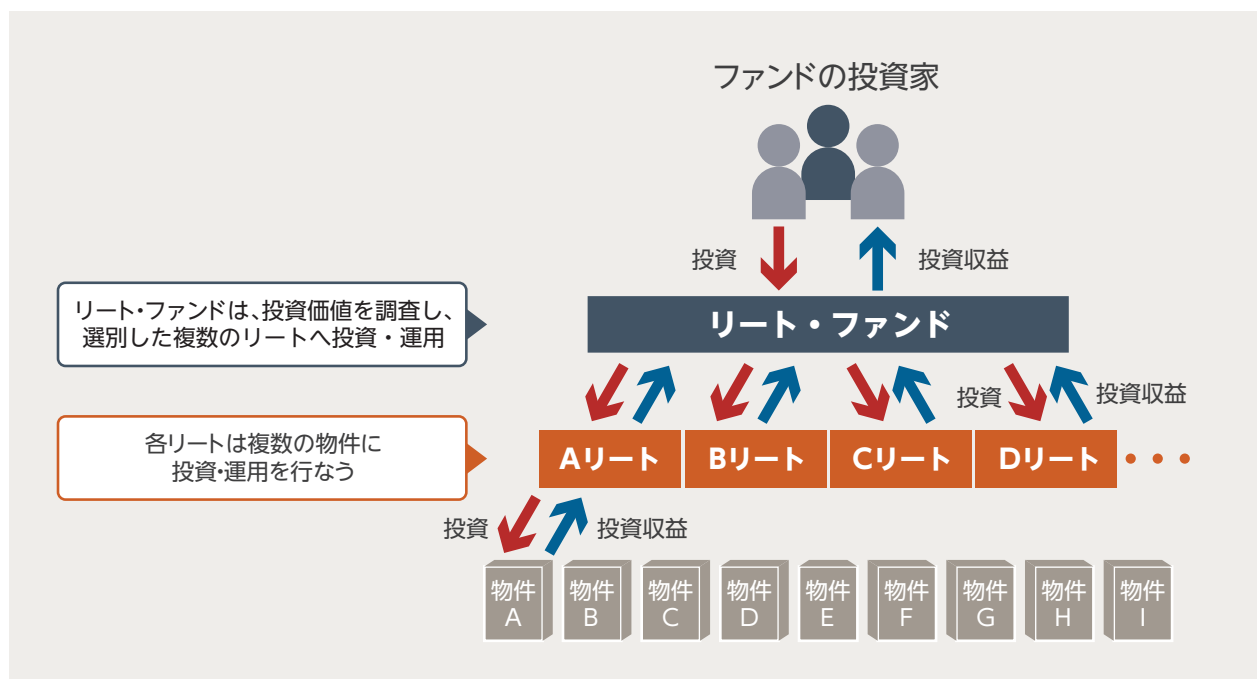 ファンドの投資家
投資
投資収益
リート・ファンドは、投資価値を調査し、
選別した複数のリートへ投資・運用
リート・ファンド
投資
投資収益
各リートは複数の物件に
投資・運用を行なう
Aリート
Bリート
Cリート
Dリート
・・・
投資
投資収益
物件
A
物件
B
物件
C
物件
D
物件
E
物件
F
物件
G
物件
H
物件
I